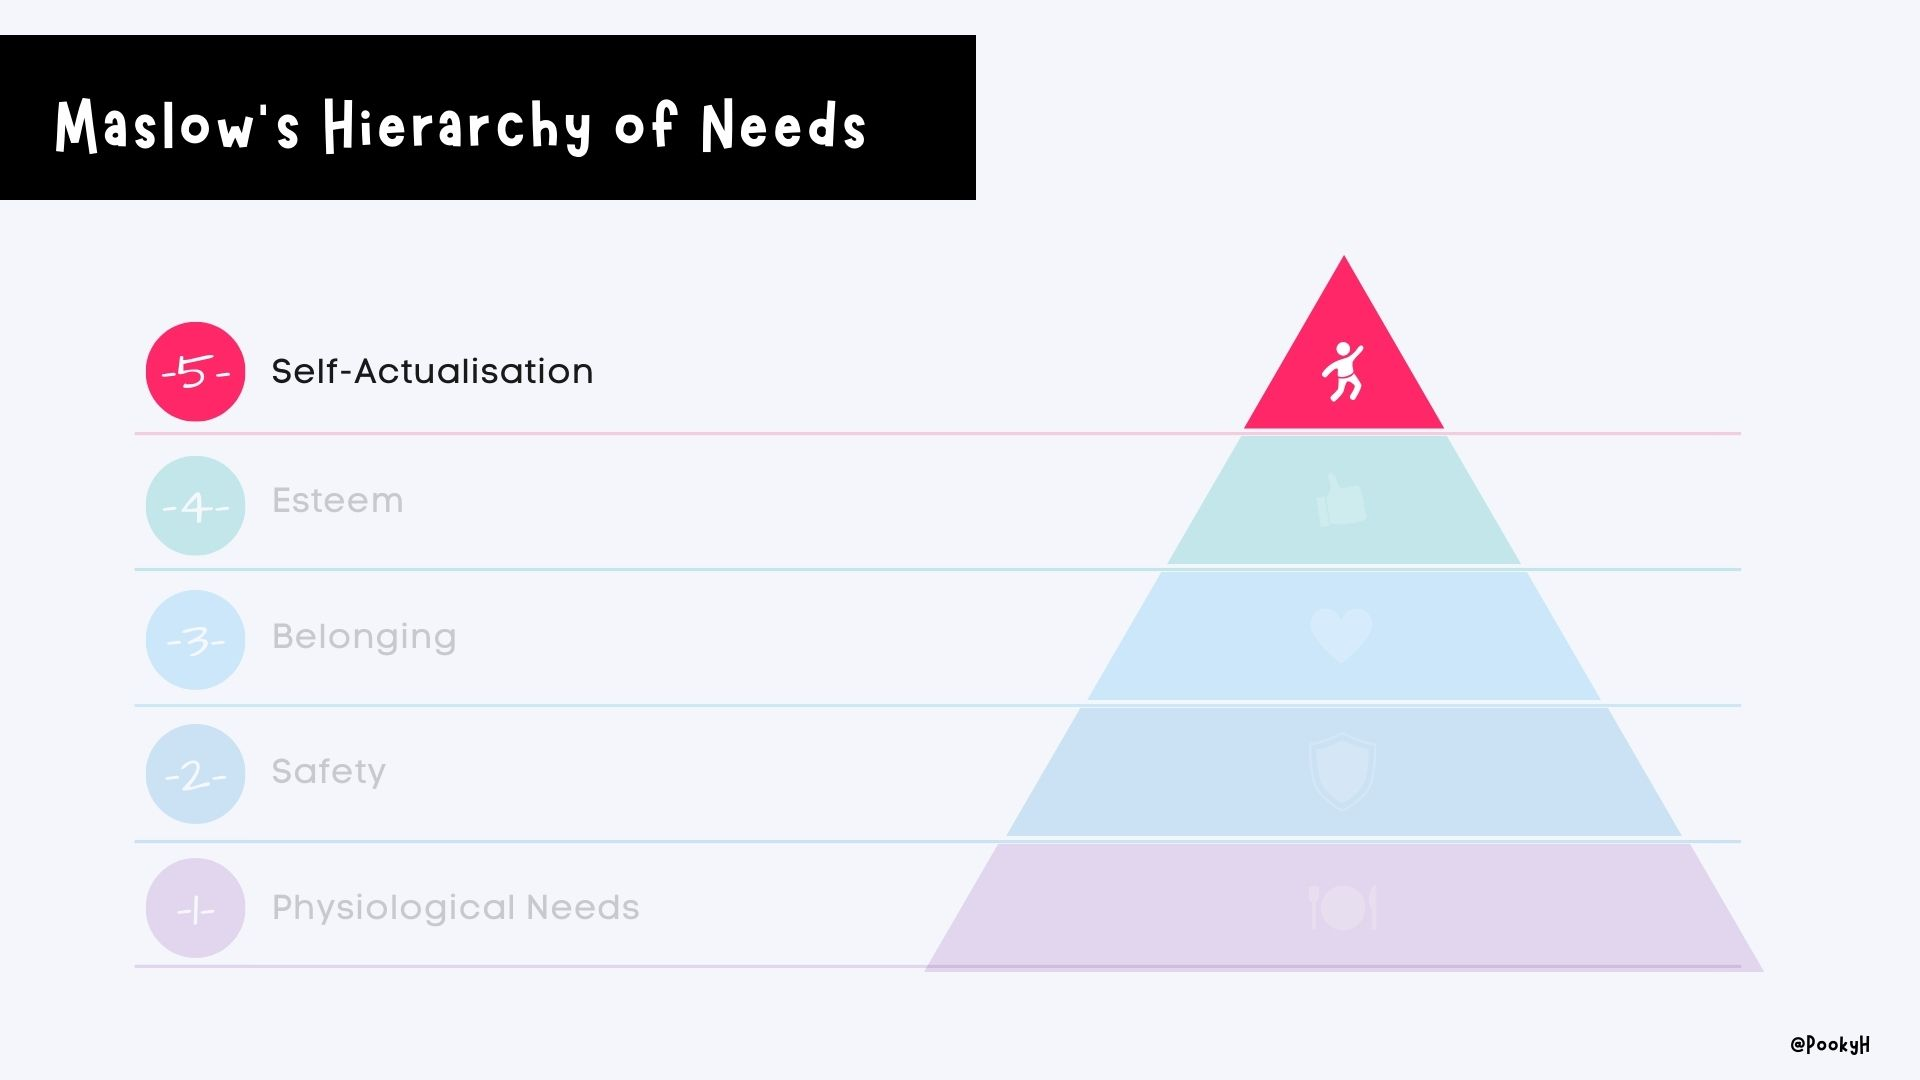 Maslow's Hierarchy of Needs
-5- Self-Actualisation
-4- Esteem
-3- Belonging
-2- Safety
-1- Physiological Needs
@PookyH